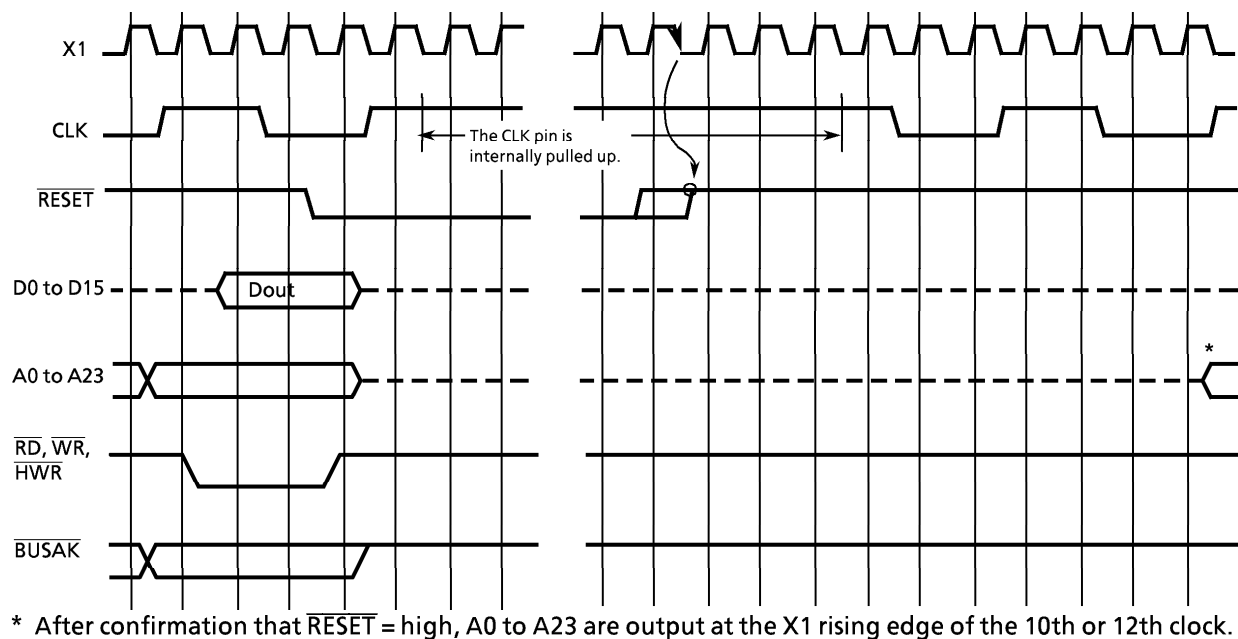 X1
CLK
The CLK pin is
internally pulled up.
RESET
D0 to D15
Dout
*
A0 to A23
RD, WR,
HWR
BUSAK
* After confirmation that RESET = high, A0 to A23 are output at the X1 rising edge of the 10th or 12th clock.